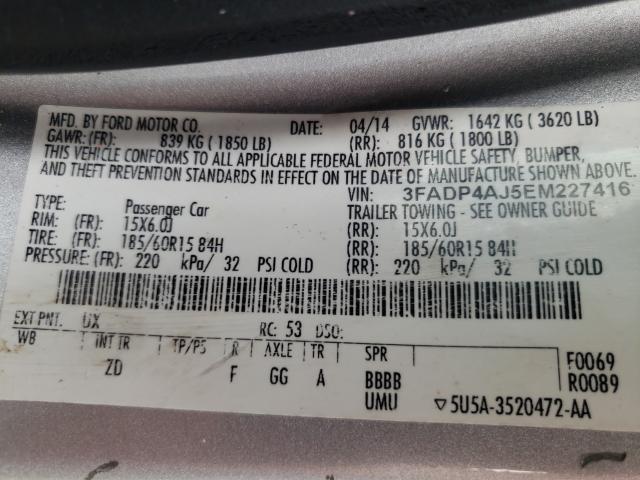 MFD. BY FORD MOTOR CO. DATE: 04/14 GVWR: 1642 KG ( 3620 LB)
GAWR: (FR): 839 KG ( 1850 LB) (RR): 816 KG ( 1800 LB)
THIS VEHICLE CONFORMS TO ALL APPLICABLE FEDERAL MOTOR VEHICLE SAFETY, BUMPER,
AND THEFT PREVENTION STANDARDS IN EFFECT ON THE DATE OF MANUFACTURE SHOWN ABOVE.
VIN: 3FADP4AJ5EM227416
TYPE: Passenger Car TRAILER TOWING - SEE OWNER GUIDE
RIM: (FR): 15X6.0J (RR): 15X6.0J
TIRE: (FR): 185/60R15 84H (RR): 185/60R15 84H
PRESSURE: (FR): 220 kPa/ 32 PSI COLD (RR): 220 kPa/ 32 PSI COLD
EXT PNT: UX RC: 53 DSO:
WB INT TR TP/PS R AXLE TR SPR F0069
ZD F GG A BBBB R0089
UMU ▽5U5A-3520472-AA